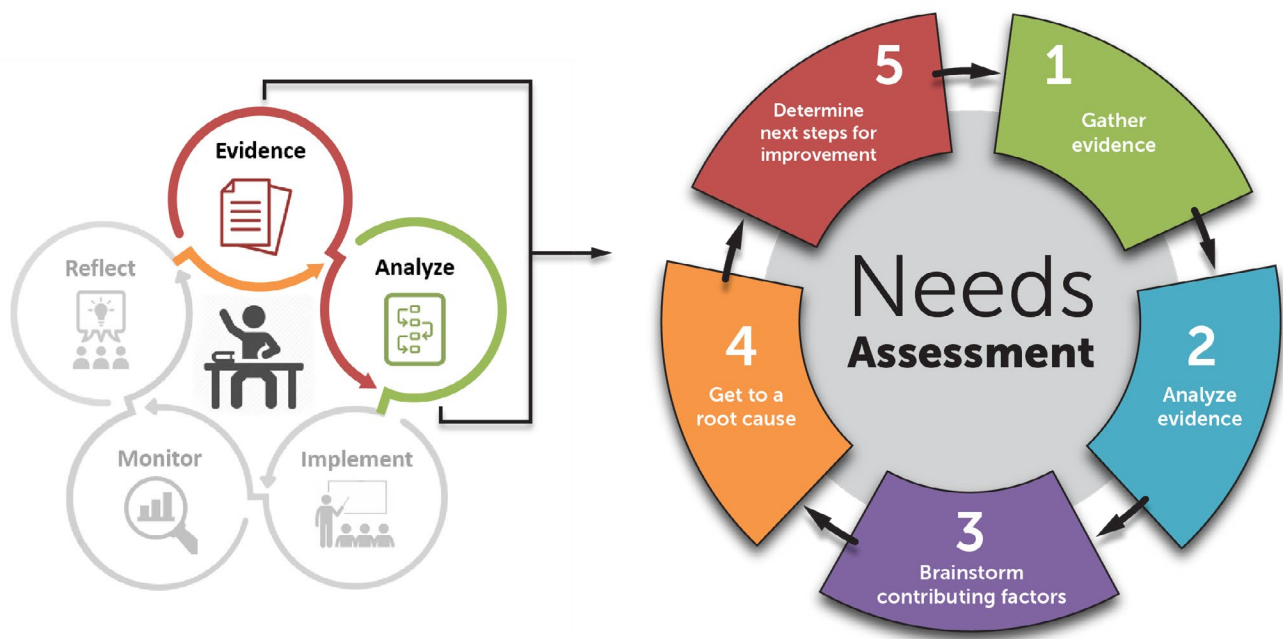 Evidence
Analyze
Reflect
Monitor
Implement
5
Determine
next steps for
improvement
1
Gather
evidence
Needs
Assessment
4
Get to a
root cause
2
Analyze
evidence
3
Brainstorm
contributing factors